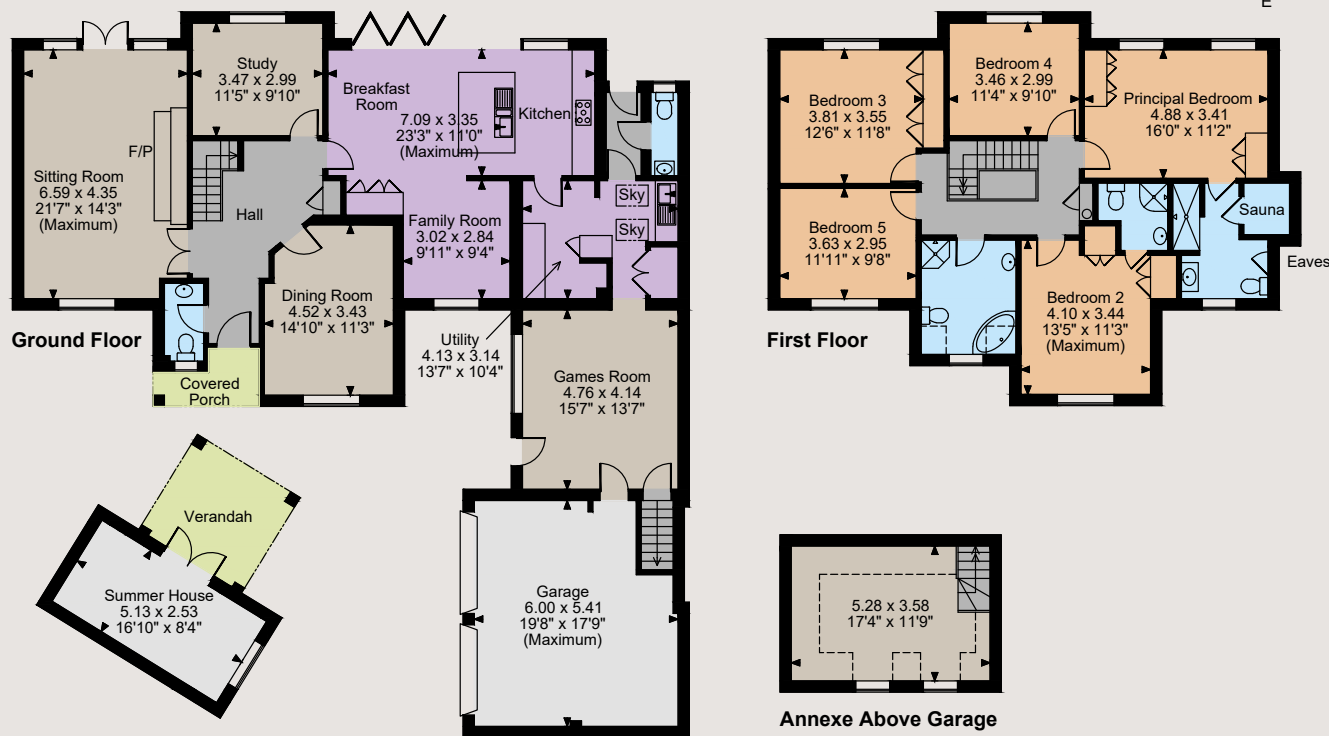 E
Study
3.47 x 2.99
11'5" x 9'10"
Breakfast
Room
7.09 x 3.35
23'3" x 11'0"
(Maximum)
Kitchen
F/P
Sitting Room
6.59 x 4.35
21'7" x 14'3"
(Maximum)
Hall
Sky
Sky
Family Room
3.02 x 2.84
9'11" x 9'4"
Dining Room
4.52 x 3.43
14'10" x 11'3"
Ground Floor
Utility
4.13 x 3.14
13'7" x 10'4"
Covered
Porch
Games Room
4.76 x 4.14
15'7" x 13'7"
Verandah
Summer House
5.13 x 2.53
16'10" x 8'4"
Garage
6.00 x 5.41
19'8" x 17'9"
(Maximum)
Bedroom 4
3.46 x 2.99
11'4" x 9'10"
Bedroom 3
3.81 x 3.55
12'6" x 11'8"
Principal Bedroom
4.88 x 3.41
16'0" x 11'2"
Bedroom 5
3.63 x 2.95
11'11" x 9'8"
Sauna
Eaves
Bedroom 2
4.10 x 3.44
13'5" x 11'3"
(Maximum)
First Floor
5.28 x 3.58
17'4" x 11'9"
Annexe Above Garage